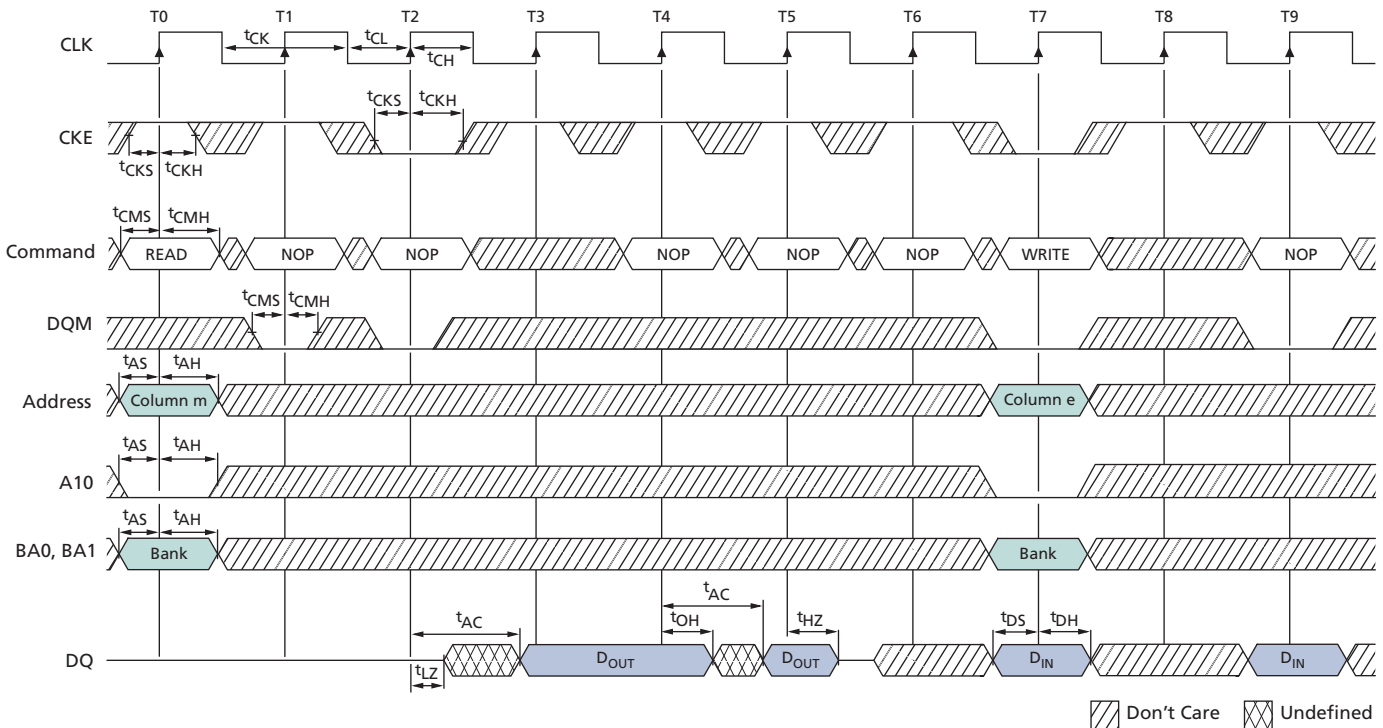 T0 T1 T2 T3 T4 T5 T6 T7 T8 T9
CLK
tCK tCL
tCH
tCKS tCKH
CKE
tCKS tCKH
tCMS tCMH
Command READ NOP NOP NOP NOP NOP WRITE NOP
tCMS tCMH
DQM
tAS tAH
Address Column m Column e
tAS tAH
A10
tAS tAH
BA0, BA1 Bank Bank
tAC
tAC tOH tHZ tDS tDH
DQ DOUT DOUT DIN DIN
tLZ
Don't Care Undefined